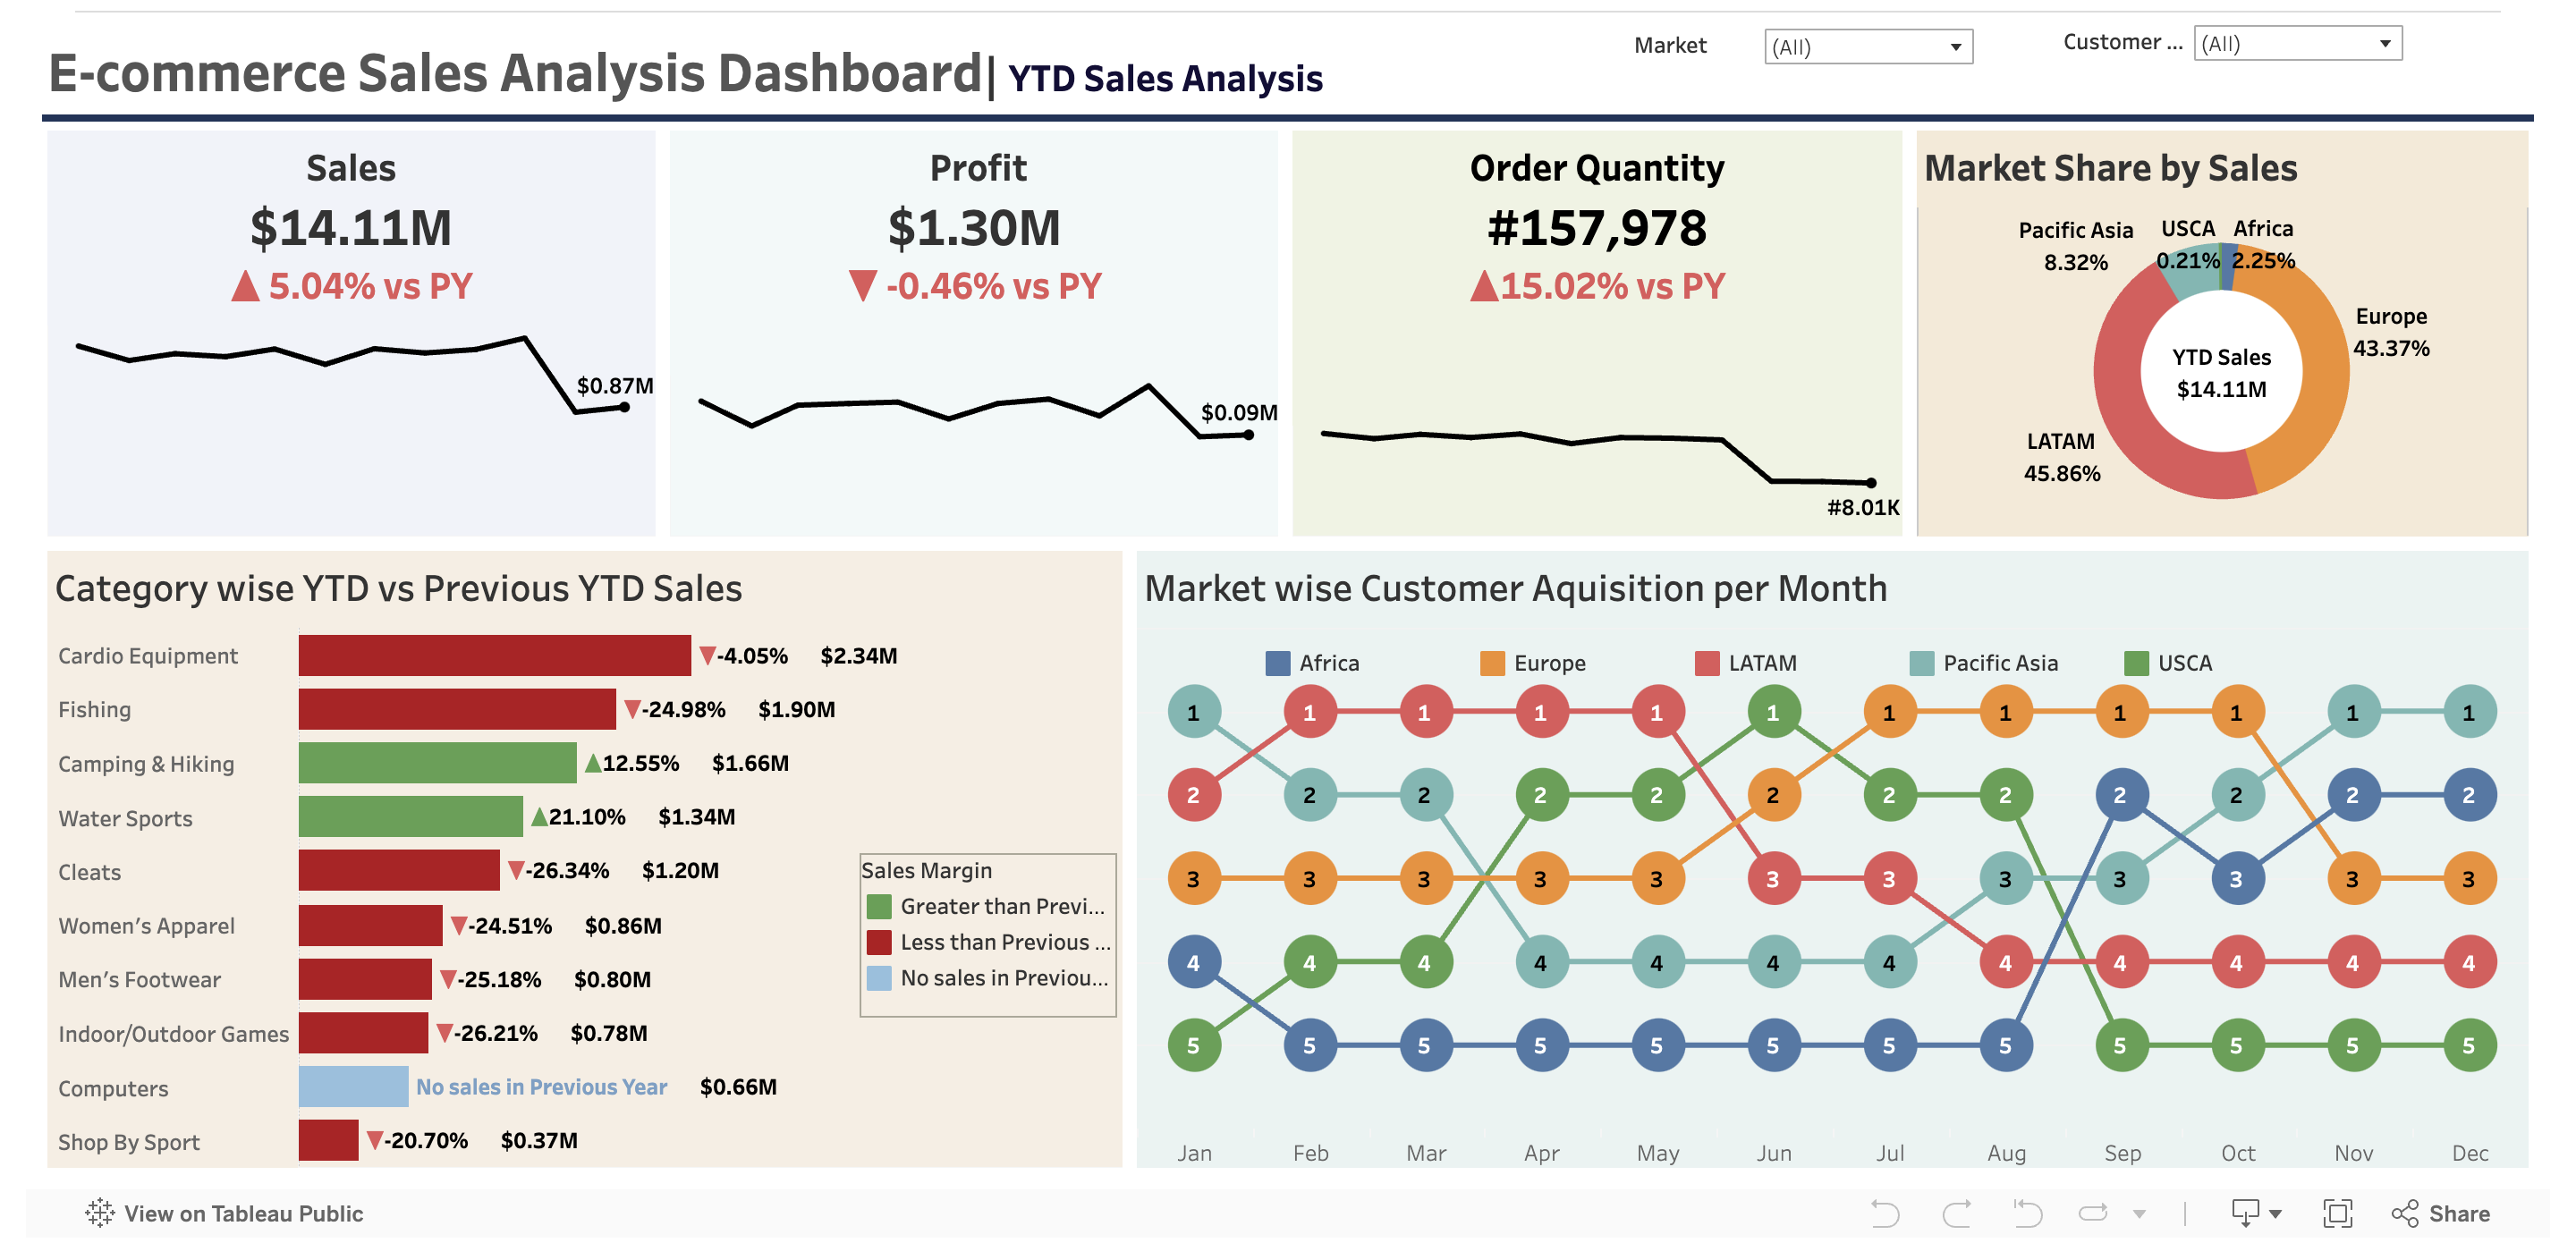 E-commerce Sales Analysis Dashboard| YTD Sales Analysis
Market (All) Customer ... (All)
Sales
$14.11M
▲ 5.04% vs PY
$0.87M
Profit
$1.30M
▼ -0.46% vs PY
$0.09M
Order Quantity
#157,978
▲15.02% vs PY
#8.01K
Market Share by Sales
Pacific Asia
8.32%
USCA
0.21%
Africa
2.25%
Europe
43.37%
YTD Sales
$14.11M
LATAM
45.86%
Category wise YTD vs Previous YTD Sales
Cardio Equipment ▼-4.05% $2.34M
Fishing ▼-24.98% $1.90M
Camping & Hiking ▲12.55% $1.66M
Water Sports ▲21.10% $1.34M
Cleats ▼-26.34% $1.20M
Women's Apparel ▼-24.51% $0.86M
Men's Footwear ▼-25.18% $0.80M
Indoor/Outdoor Games ▼-26.21% $0.78M
Computers No sales in Previous Year $0.66M
Shop By Sport ▼-20.70% $0.37M
Sales Margin
Greater than Previ...
Less than Previous ...
No sales in Previou...
Market wise Customer Aquisition per Month
Africa Europe LATAM Pacific Asia USCA
1 1 1 1 1 1 1 1 1 1 1 1
2 2 2 2 2 2 2 2 2 2 2 2
3 3 3 3 3 3 3 3 3 3 3 3
4 4 4 4 4 4 4 4 4 4 4 4
5 5 5 5 5 5 5 5 5 5 5 5
Jan Feb Mar Apr May Jun Jul Aug Sep Oct Nov Dec
View on Tableau Public
Share